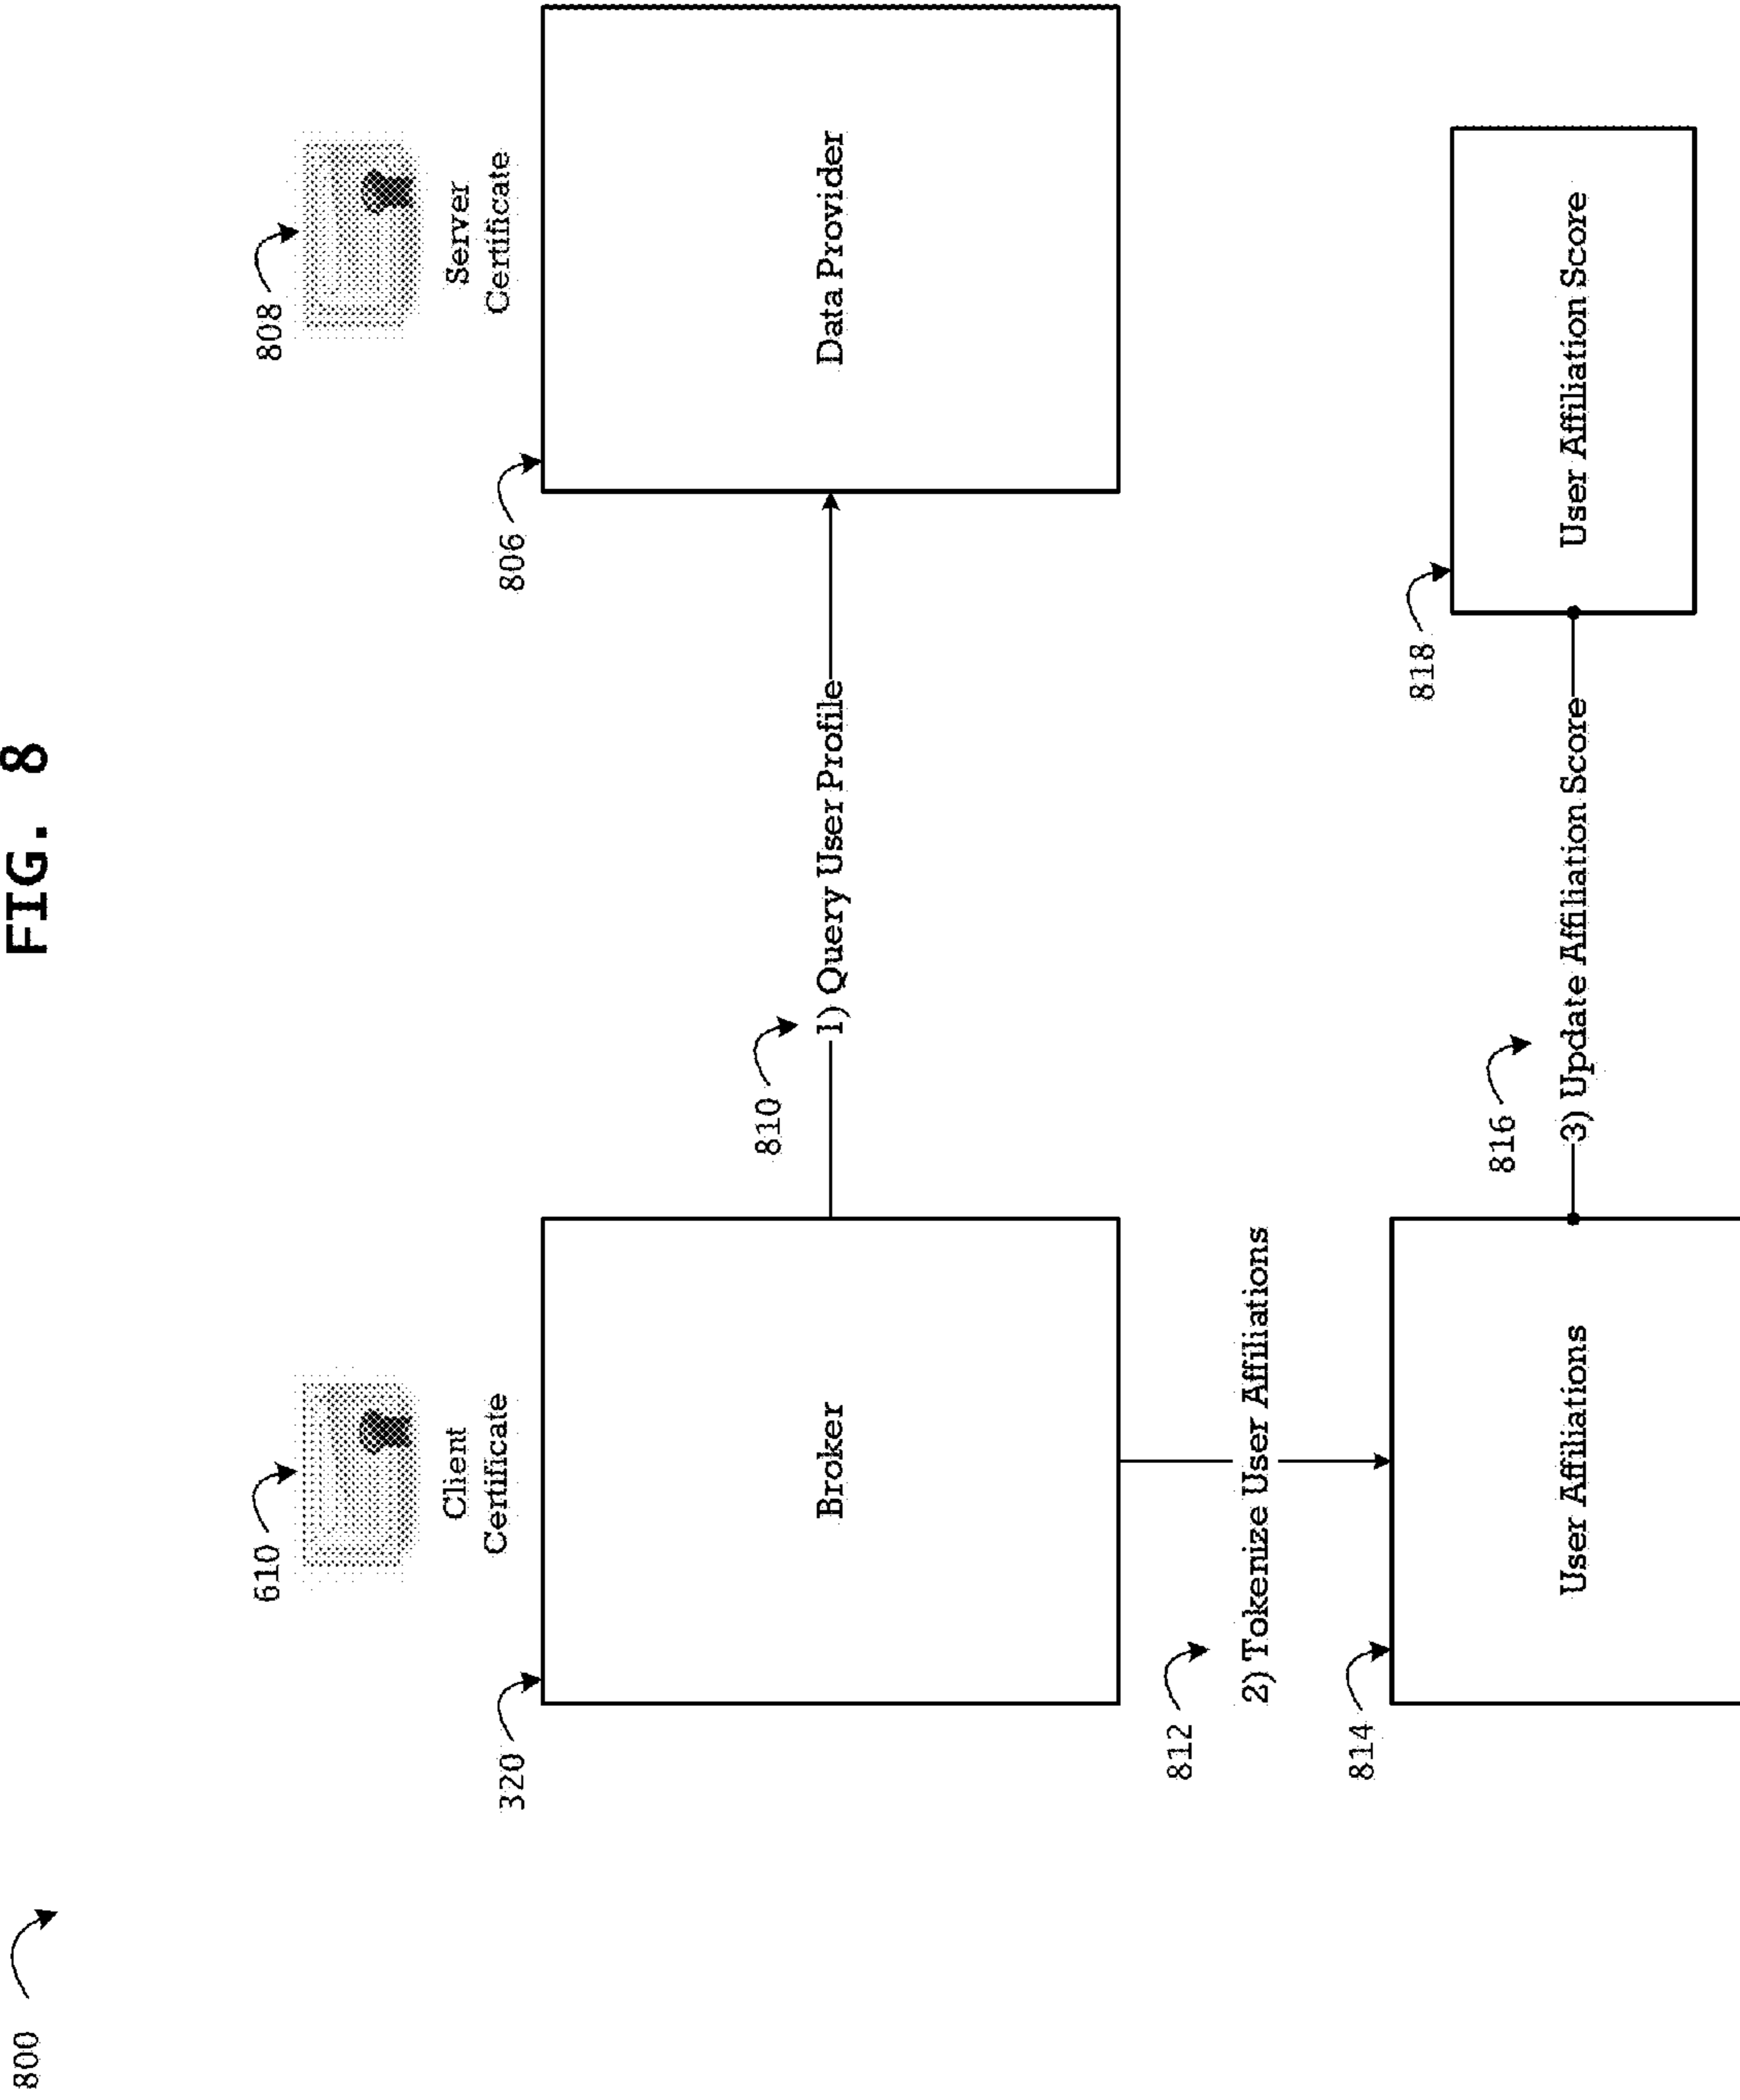 FIG. 8
800
610
Client
Certificate
808
Server
Certificate
320
Broker
810
1) Query User Profile
806
Data Provider
812
2) Tokenize User Affiliations
814
User Affiliations
816
3) Update Affiliation Score
818
User Affiliation Score